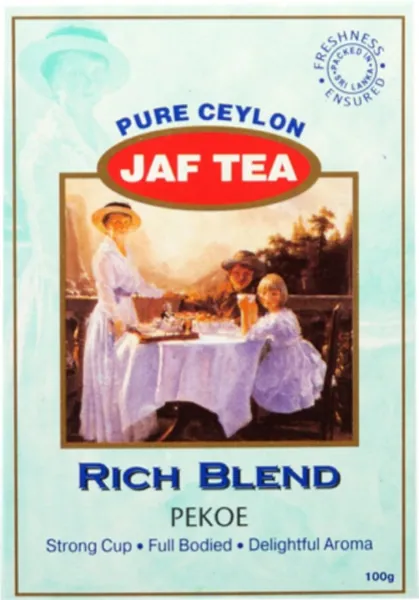 FRESHNESS
PACKED IN
SRI LANKA
ENSURED
PURE CEYLON
JAF TEA
RICH BLEND
PEKOE
Strong Cup • Full Bodied • Delightful Aroma
100g